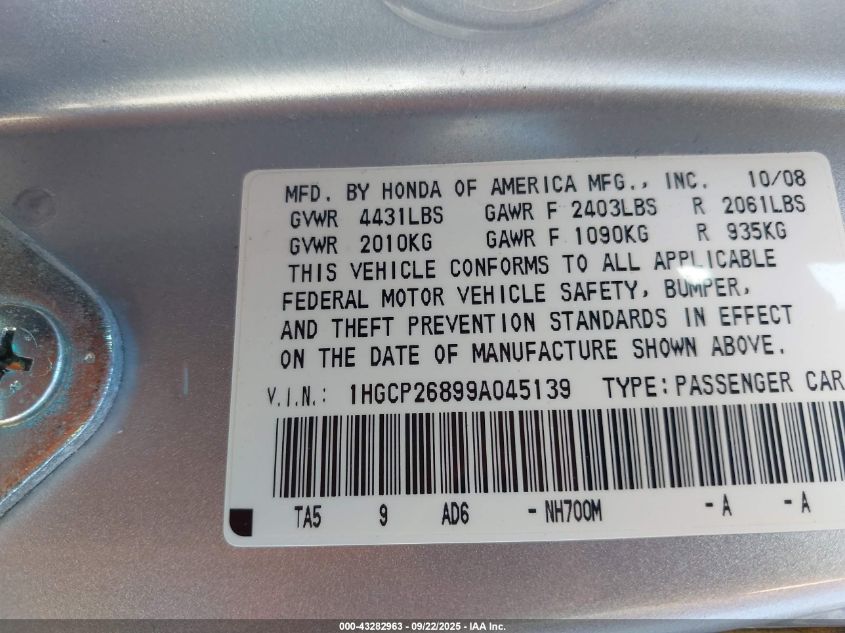 MFD. BY HONDA OF AMERICA MFG., INC. 10/08
GVWR 4431LBS GAWR F 2403LBS R 2061LBS
GVWR 2010KG GAWR F 1090KG R 935KG
THIS VEHICLE CONFORMS TO ALL APPLICABLE
FEDERAL MOTOR VEHICLE SAFETY, BUMPER,
AND THEFT PREVENTION STANDARDS IN EFFECT
ON THE DATE OF MANUFACTURE SHOWN ABOVE.
V.I.N.: 1HGCP26899A045139 TYPE:PASSENGER CAR
TA5 9 AD6 -NH700M -A -A
000-43282963 - 09/22/2025 - IAA Inc.